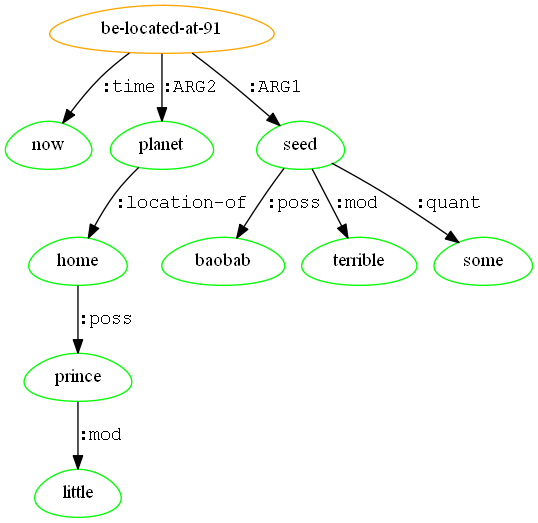 be-located-at-91
:time :ARG2 :ARG1
now planet seed
:location-of :poss :mod :quant
home baobab terrible some
:poss
prince
:mod
little